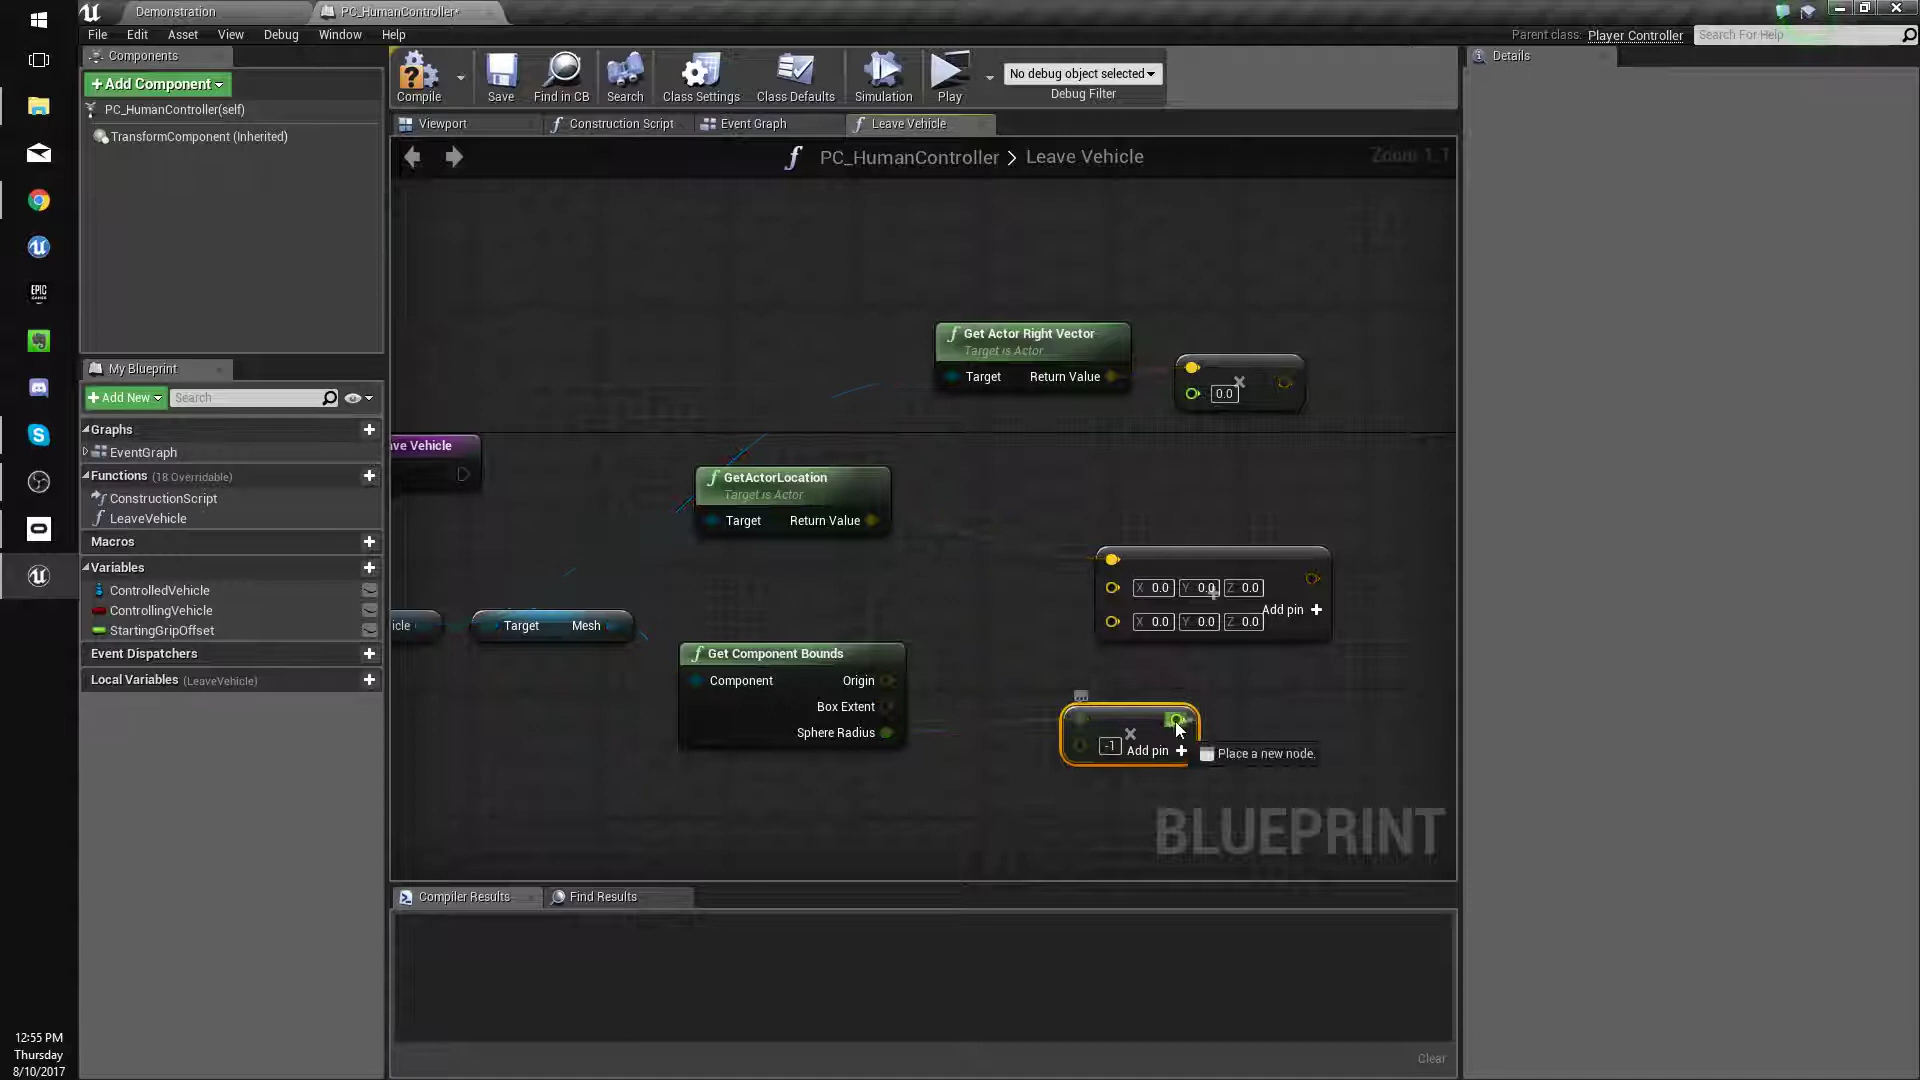 Demonstration
PC_HumanController*
File Edit Asset View Debug Window Help
Parent class: Player Controller
Search For Help
Components
+Add Component
PC_HumanController(self)
TransformComponent (Inherited)
Compile
Save
Find in CB
Search
Class Settings
Class Defaults
Simulation
Play
No debug object selected
Debug Filter
Details
Viewport
Construction Script
Event Graph
Leave Vehicle
PC_HumanController > Leave Vehicle
Zoom 1:1
My Blueprint
+Add New
Search
Graphs
EventGraph
Functions (18 Overridable)
ConstructionScript
LeaveVehicle
Macros
Variables
ControlledVehicle
ControllingVehicle
StartingGripOffset
Event Dispatchers
Local Variables (LeaveVehicle)
Get Actor Right Vector
Target is Actor
Target Return Value
0.0
ve Vehicle
GetActorLocation
Target is Actor
Target Return Value
X 0.0 Y 0.0 Z 0.0
Add pin +
X 0.0 Y 0.0 Z 0.0
icle
Target Mesh
Get Component Bounds
Component Origin
Box Extent
Sphere Radius
-1
Add pin +
Place a new node.
BLUEPRINT
Compiler Results
Find Results
Clear
EPIC
GAMES
12:55 PM
Thursday
8/10/2017